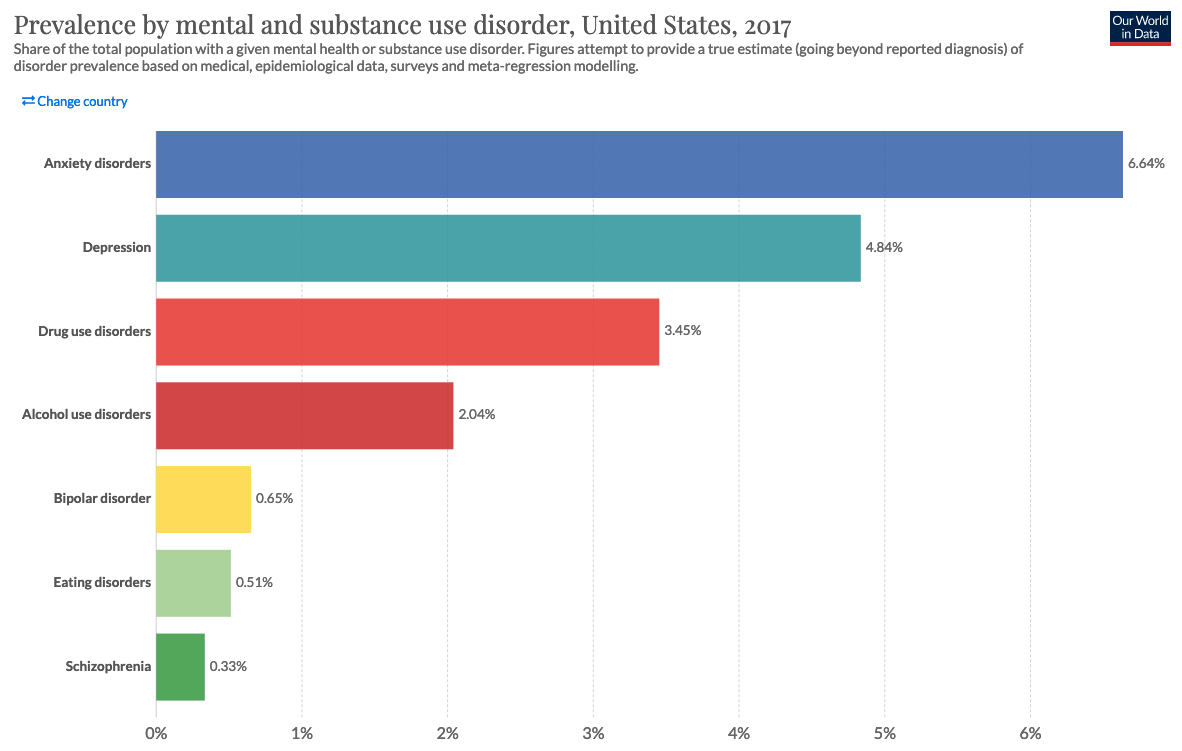 Prevalence by mental and substance use disorder, United States, 2017
Our World
in Data
Share of the total population with a given mental health or substance use disorder. Figures attempt to provide a true estimate (going beyond reported diagnosis) of
disorder prevalence based on medical, epidemiological data, surveys and meta-regression modelling.
⇄ Change country
Anxiety disorders 6.64%
Depression 4.84%
Drug use disorders 3.45%
Alcohol use disorders 2.04%
Bipolar disorder 0.65%
Eating disorders 0.51%
Schizophrenia 0.33%
0% 1% 2% 3% 4% 5% 6%